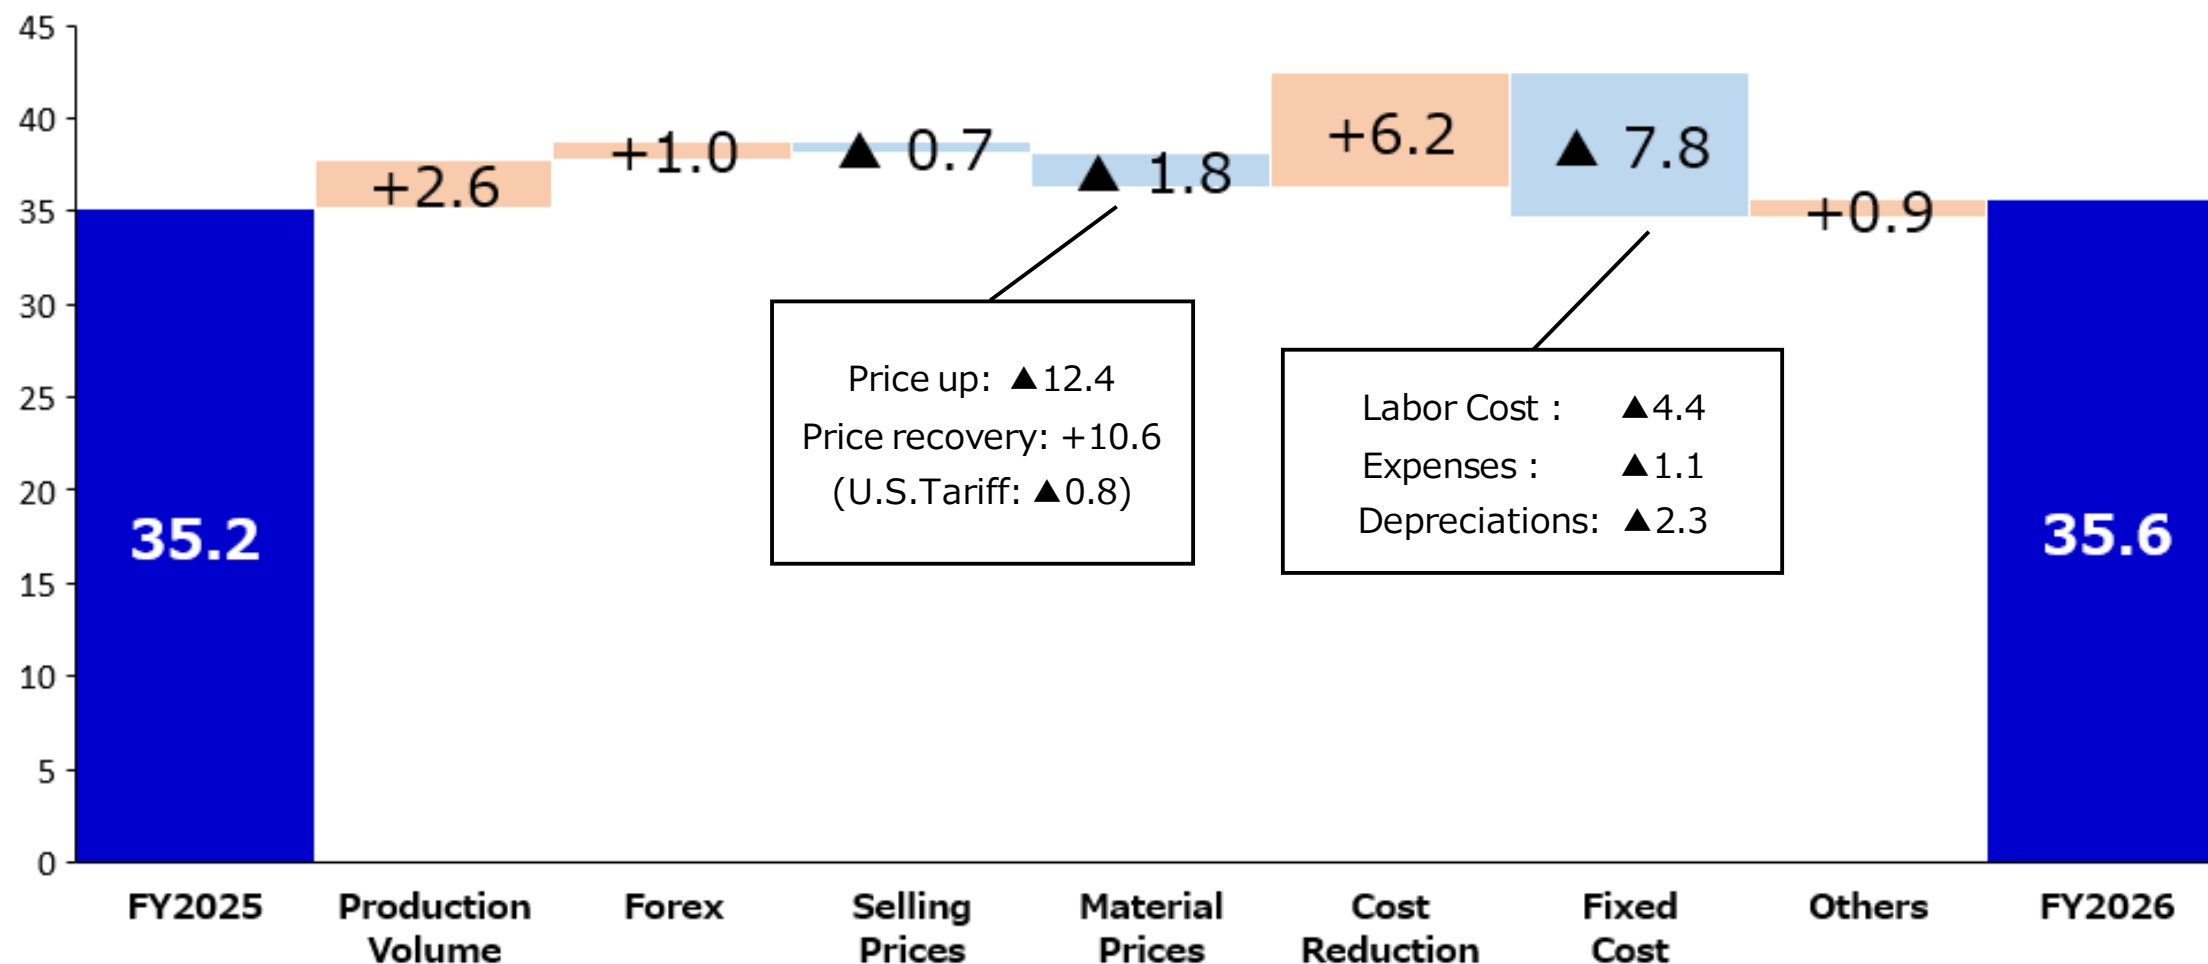 45
40
35
30
25
20
15
10
5
0
35.2
+2.6
+1.0
▲ 0.7
▲ 1.8
+6.2
▲ 7.8
+0.9
35.6
Price up: ▲12.4
Price recovery: +10.6
(U.S.Tariff: ▲0.8)
Labor Cost : ▲4.4
Expenses : ▲1.1
Depreciations: ▲2.3
FY2025
Production
Volume
Forex
Selling
Prices
Material
Prices
Cost
Reduction
Fixed
Cost
Others
FY2026